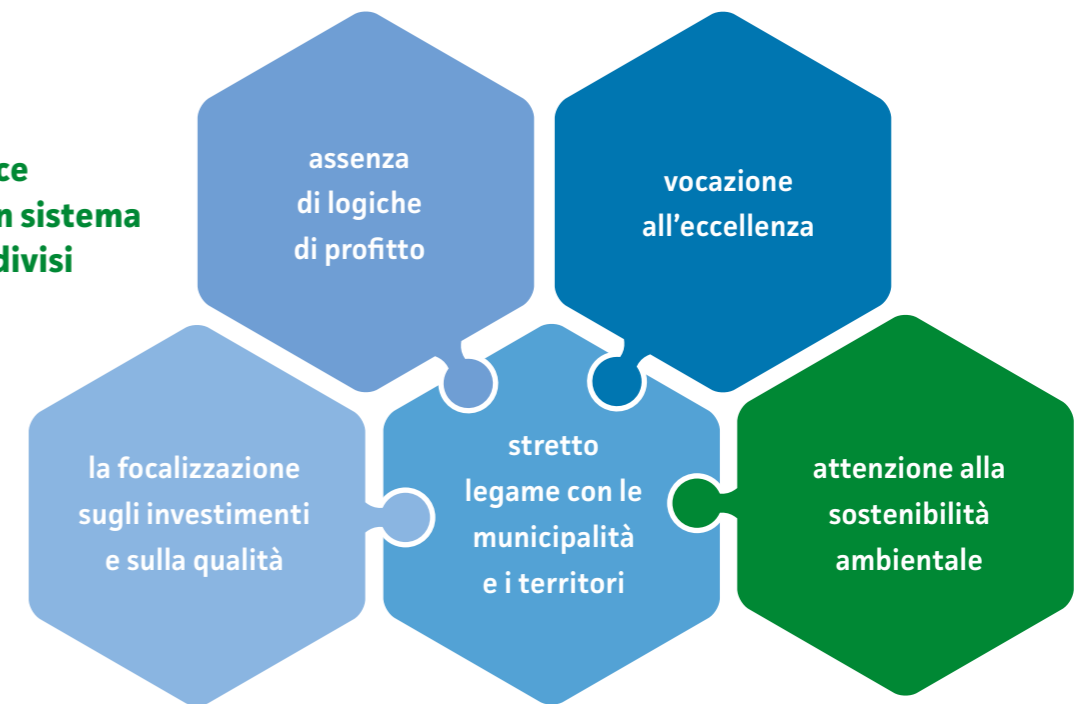 ce
n sistema
divisi
assenza
di logiche
di profitto
vocazione
all'eccellenza
la focalizzazione
sugli investimenti
e sulla qualità
stretto
legame con le
municipalità
e i territori
attenzione alla
sostenibilità
ambientale